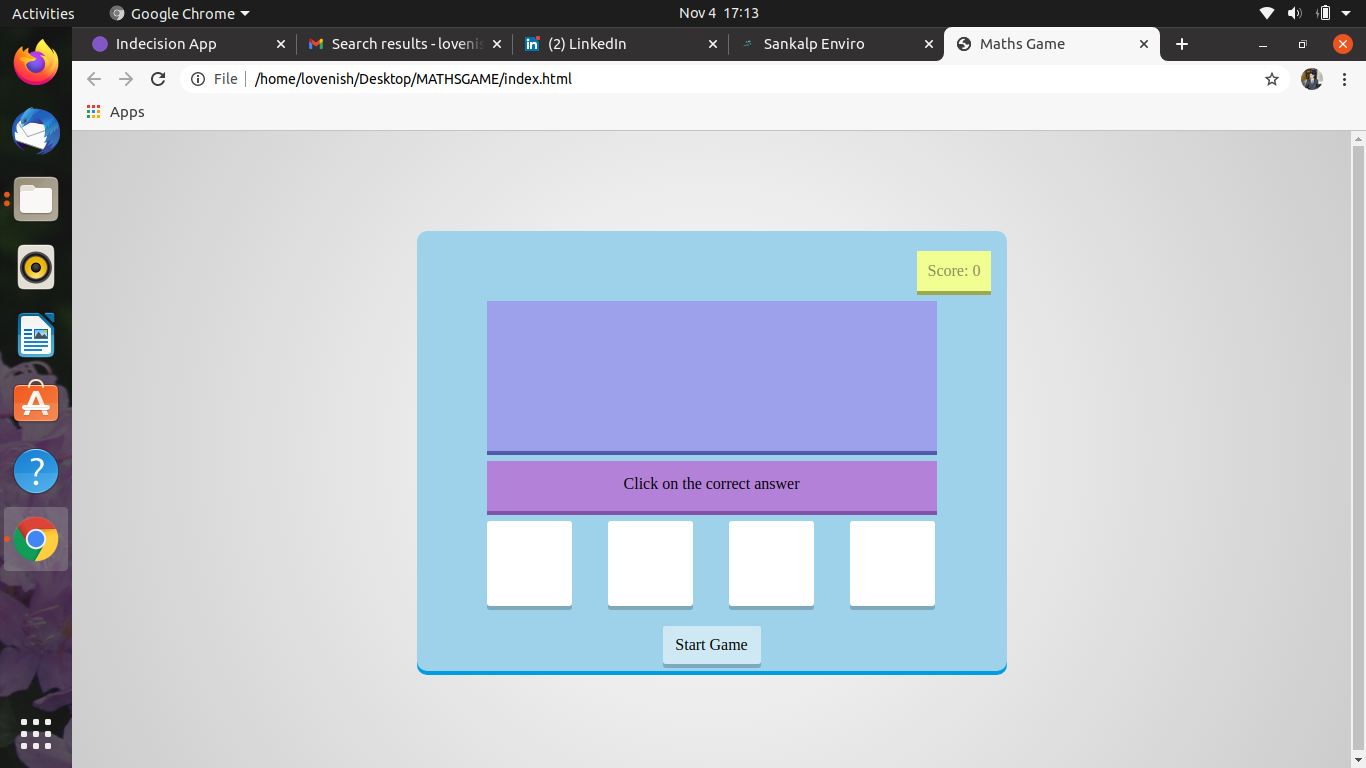 Activities
Google Chrome
Nov 4 17:13
Indecision App
Search results - lovenis
(2) LinkedIn
Sankalp Enviro
Maths Game
File
/home/lovenish/Desktop/MATHSGAME/index.html
Apps
Score: 0
Click on the correct answer
Start Game